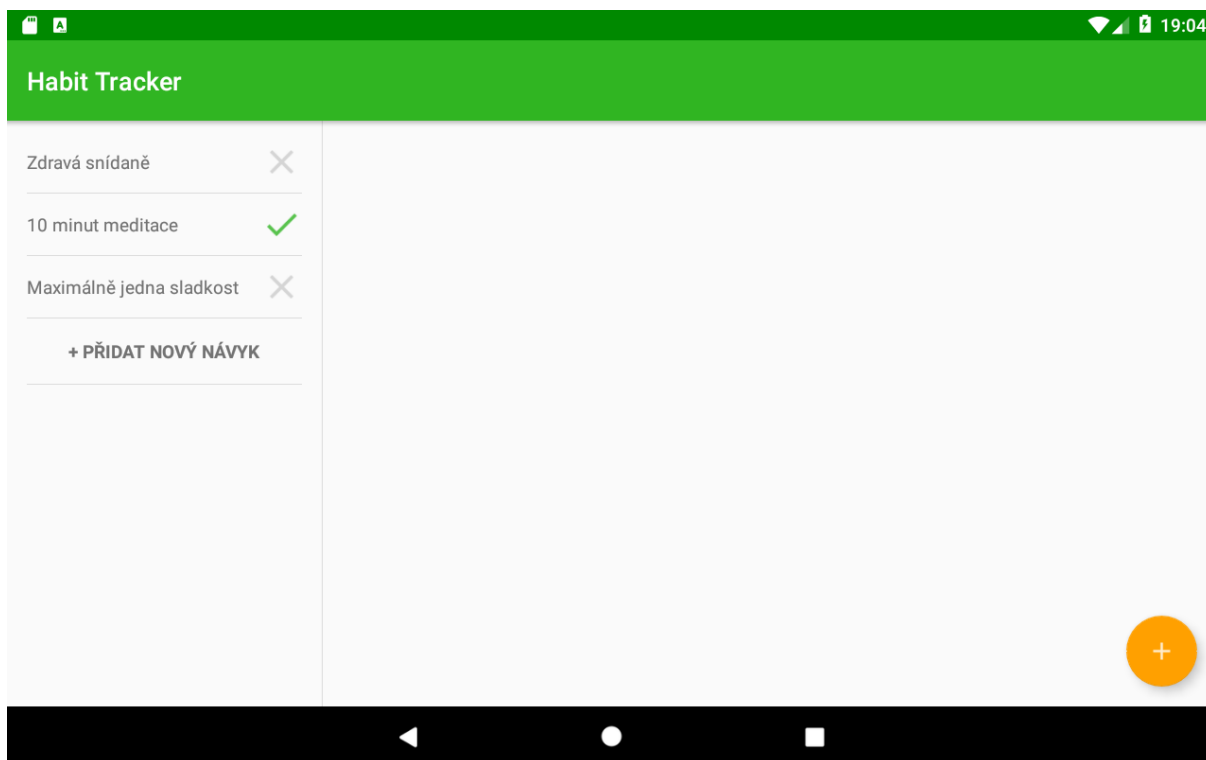 19:04
Habit Tracker
Zdravá snídaně
10 minut meditace
Maximálně jedna sladkost
+ PŘIDAT NOVÝ NÁVYK